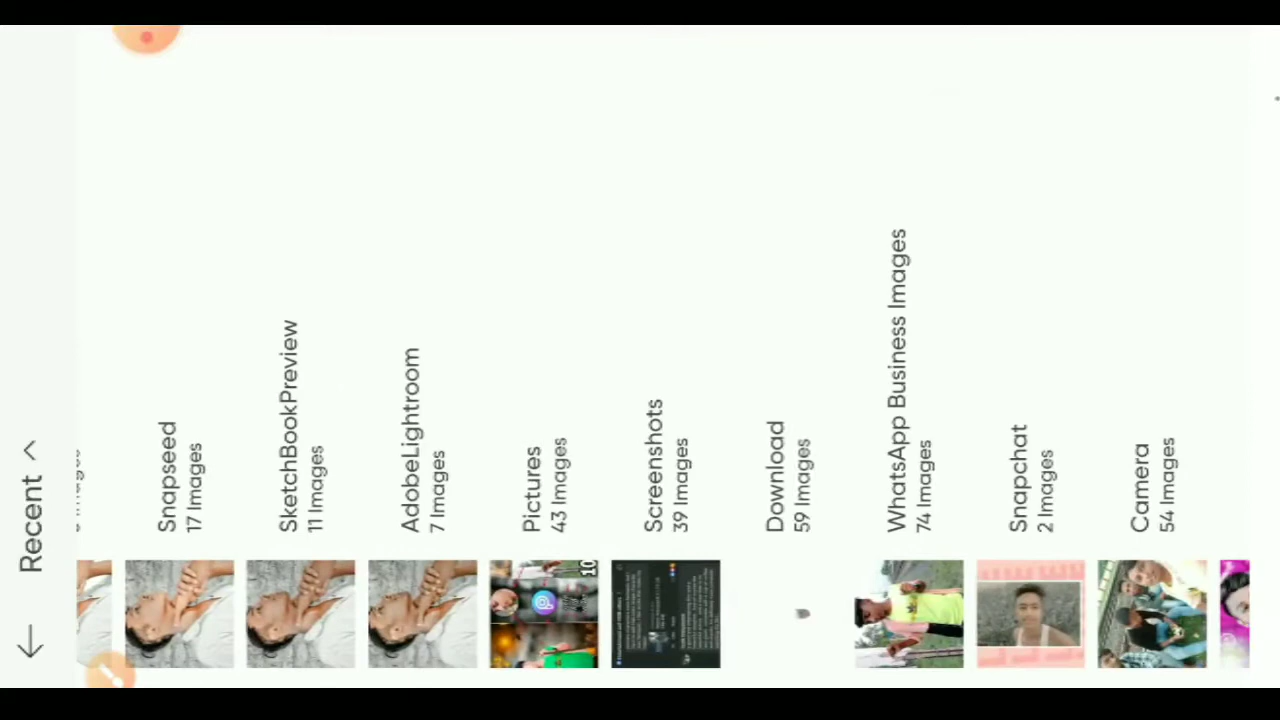 Recent
Snapseed
17 Images
SketchBookPreview
11 Images
AdobeLightroom
7 Images
Pictures
43 Images
Screenshots
39 Images
Download
59 Images
WhatsApp Business Images
74 Images
Snapchat
2 Images
Camera
54 Images
10